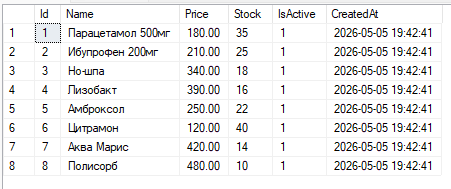 Id Name Price Stock IsActive CreatedAt
1 1 Парацетамол 500мг 180.00 35 1 2026-05-05 19:42:41
2 2 Ибупрофен 200мг 210.00 25 1 2026-05-05 19:42:41
3 3 Но-шпа 340.00 18 1 2026-05-05 19:42:41
4 4 Лизобакт 390.00 16 1 2026-05-05 19:42:41
5 5 Амброксол 250.00 22 1 2026-05-05 19:42:41
6 6 Цитрамон 120.00 40 1 2026-05-05 19:42:41
7 7 Аква Марис 420.00 14 1 2026-05-05 19:42:41
8 8 Полисорб 480.00 10 1 2026-05-05 19:42:41